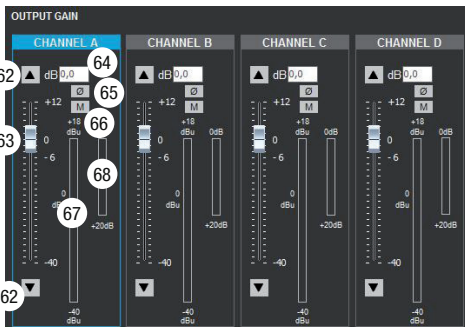 OUTPUT GAIN
CHANNEL A CHANNEL B CHANNEL C CHANNEL D
62 64
dB 0,0 dB 0,0 dB 0,0 dB 0,0
65
Ø Ø Ø Ø
+12 M +12 M +12 M +12 M
66
+18 +18 +18 +18
dBu dBu 0dB dBu 0dB dBu 0dB
63
0 0 0 0
- 6 - 6 - 6 - 6
68
0 0 0 0
dBu dBu dBu dBu
67
+20dB +20dB +20dB +20dB
-40 -40 -40 -40
62
-40 -40 -40 -40
dBu dBu dBu dBu